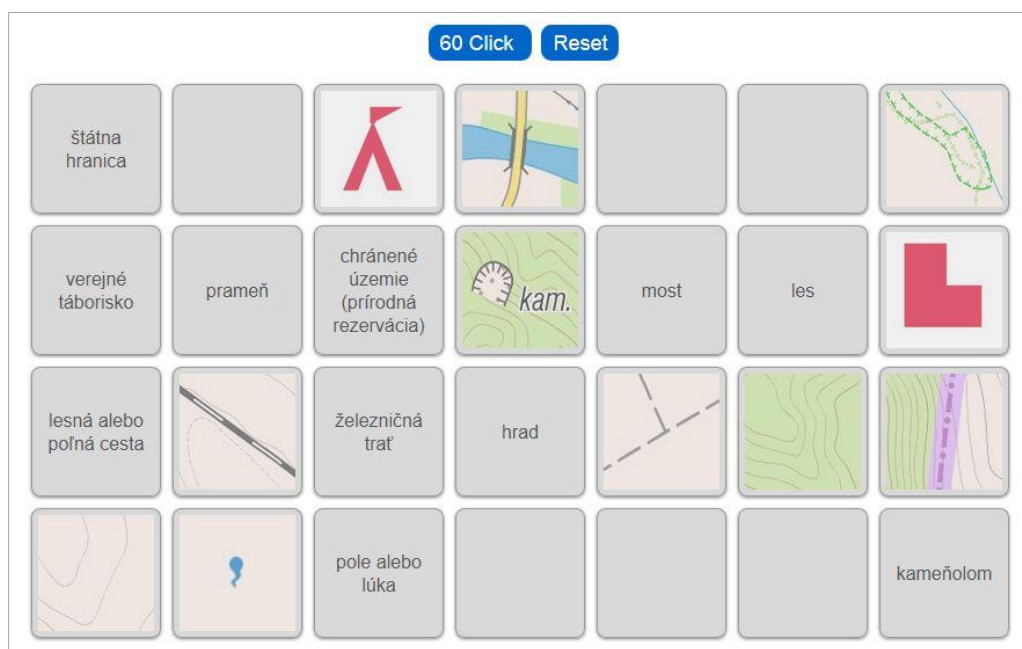 60 Click Reset
štátna
hranica
verejné
táborisko
prameň
chránené
územie
(prírodná
rezervácia)
kam.
most
les
lesná alebo
poľná cesta
železničná
trať
hrad
pole alebo
lúka
kameňolom